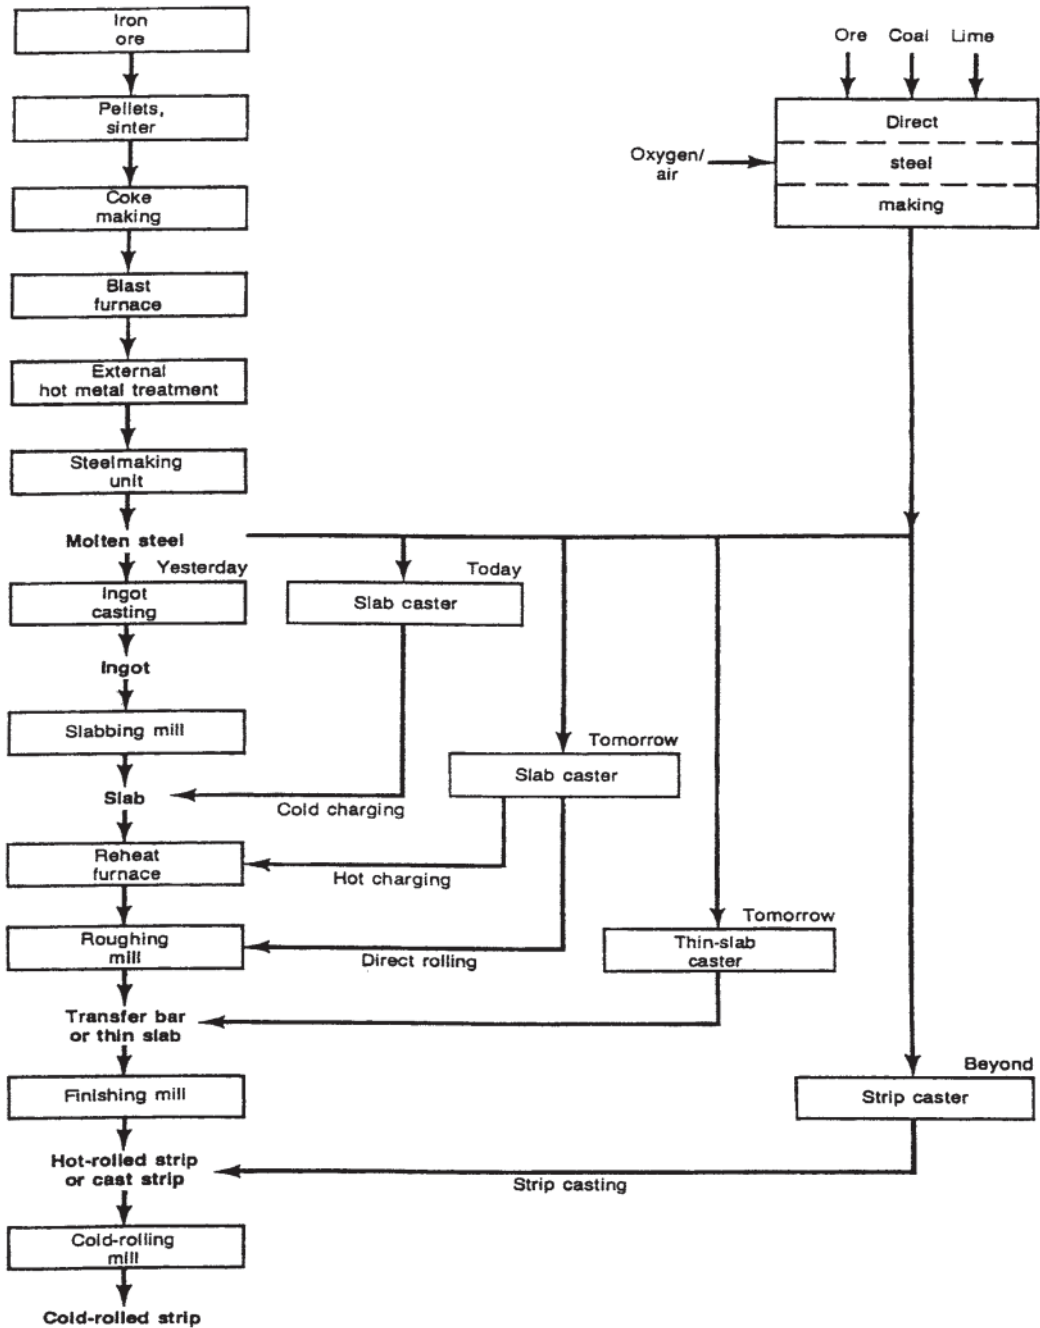 Iron
ore
Pellets,
sinter
Coke
making
Blast
furnace
External
hot metal treatment
Steelmaking
unit
Molten steel
Yesterday
Ingot
casting
Ingot
Slabbing mill
Slab
Reheat
furnace
Roughing
mill
Transfer bar
or thin slab
Finishing mill
Hot-rolled strip
or cast strip
Cold-rolling
mill
Cold-rolled strip
Today
Slab caster
Cold charging
Tomorrow
Slab caster
Hot charging
Direct rolling
Tomorrow
Thin-slab
caster
Ore Coal Lime
Oxygen/
air
Direct
steel
making
Beyond
Strip caster
Strip casting